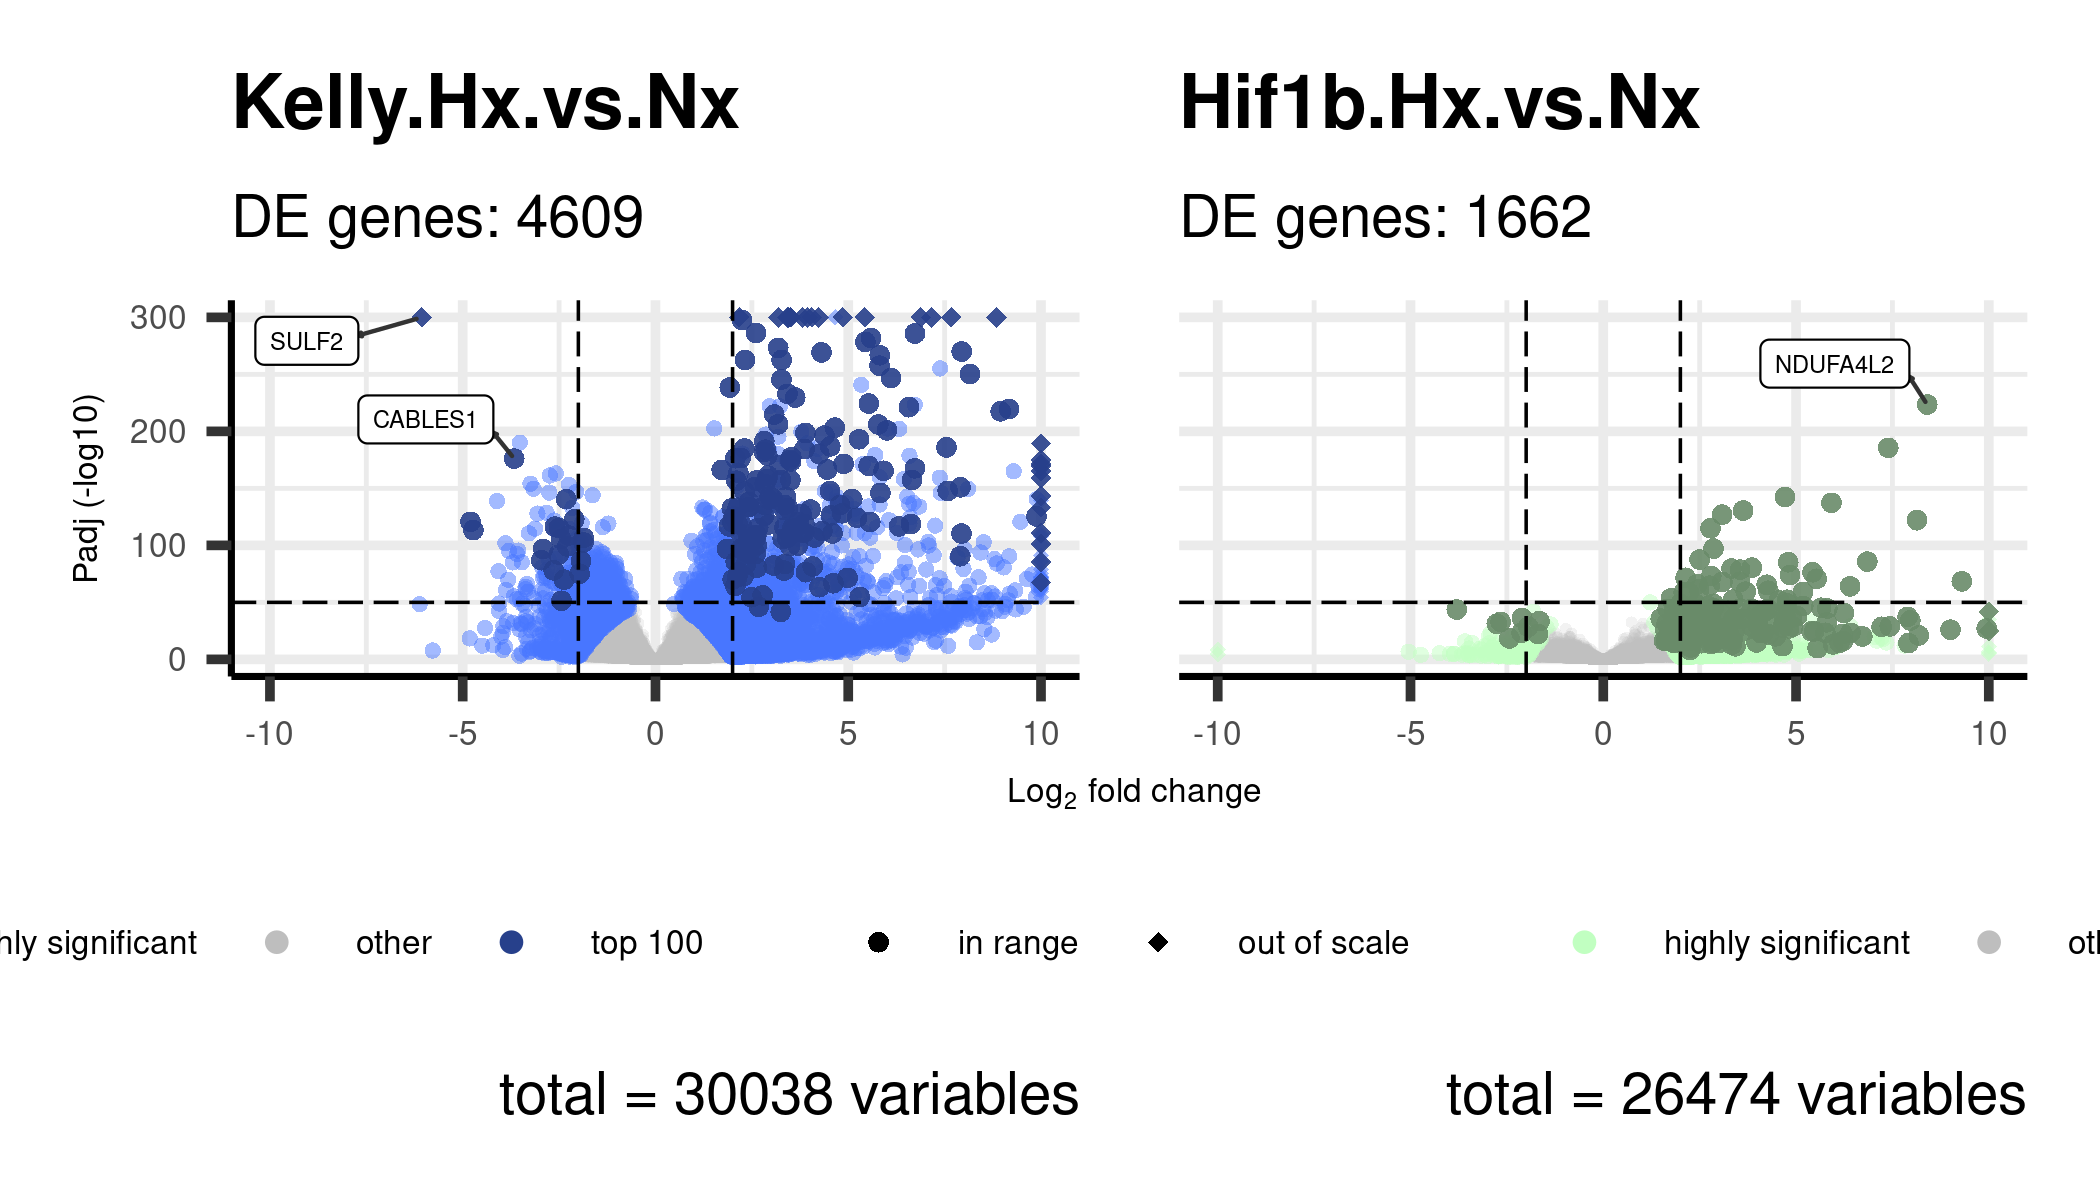 Kelly.Hx.vs.Nx
DE genes: 4609
Hif1b.Hx.vs.Nx
DE genes: 1662
Padj (-log10)
300
200
100
0
SULF2
CABLES1
NDUFA4L2
-10 -5 0 5 10
-10 -5 0 5 10
Log2 fold change
significant other top 100 in range out of scale highly significant
total = 30038 variables
total = 26474 variables